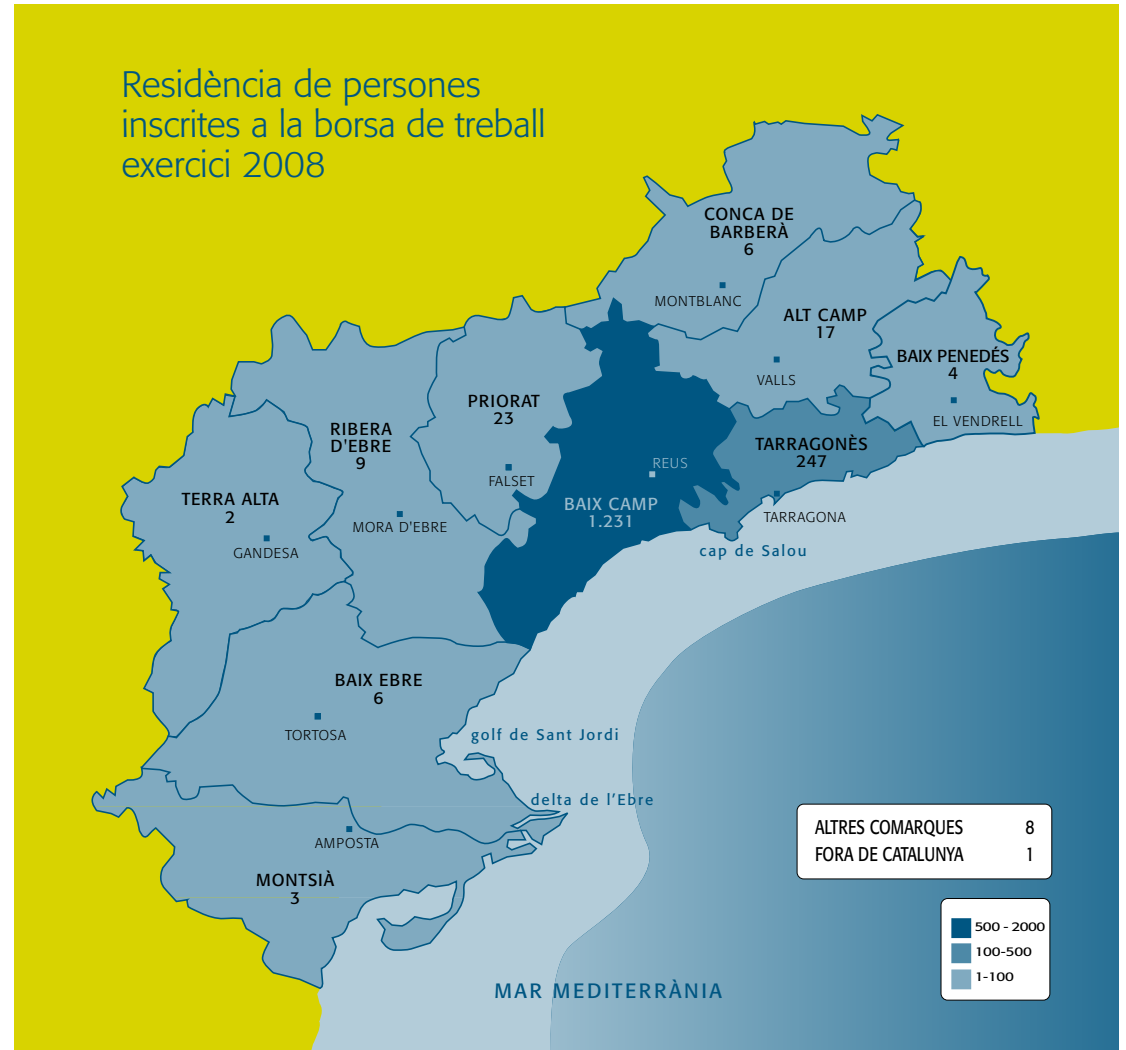 Residència de persones
inscrites a la borsa de treball
exercici 2008
CONCA DE
BARBERÀ
6
MONTBLANC
ALT CAMP
17
VALLS
BAIX PENEDÉS
4
EL VENDRELL
PRIORAT
23
FALSET
RIBERA
D'EBRE
9
MORA D'EBRE
TARRAGONÈS
247
TARRAGONA
REUS
BAIX CAMP
1.231
cap de Salou
TERRA ALTA
2
GANDESA
BAIX EBRE
6
TORTOSA
golf de Sant Jordi
delta de l'Ebre
AMPOSTA
MONTSIÀ
3
ALTRES COMARQUES 8
FORA DE CATALUNYA 1
500 - 2000
100-500
1-100
MAR MEDITERRÀNIA